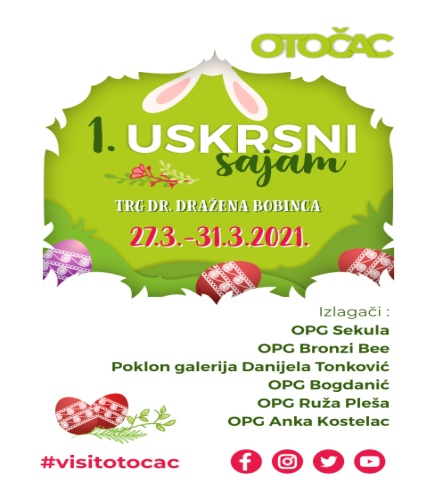 OTOČAC
1. USKRSNI
sajam
TRG DR. DRAŽENA BOBINCA
27.3.-31.3.2021.
Izlagači :
OPG Sekula
OPG Bronzi Bee
Poklon galerija Danijela Tonković
OPG Bogdanić
OPG Ruža Pleša
OPG Anka Kostelac
#visitotocac